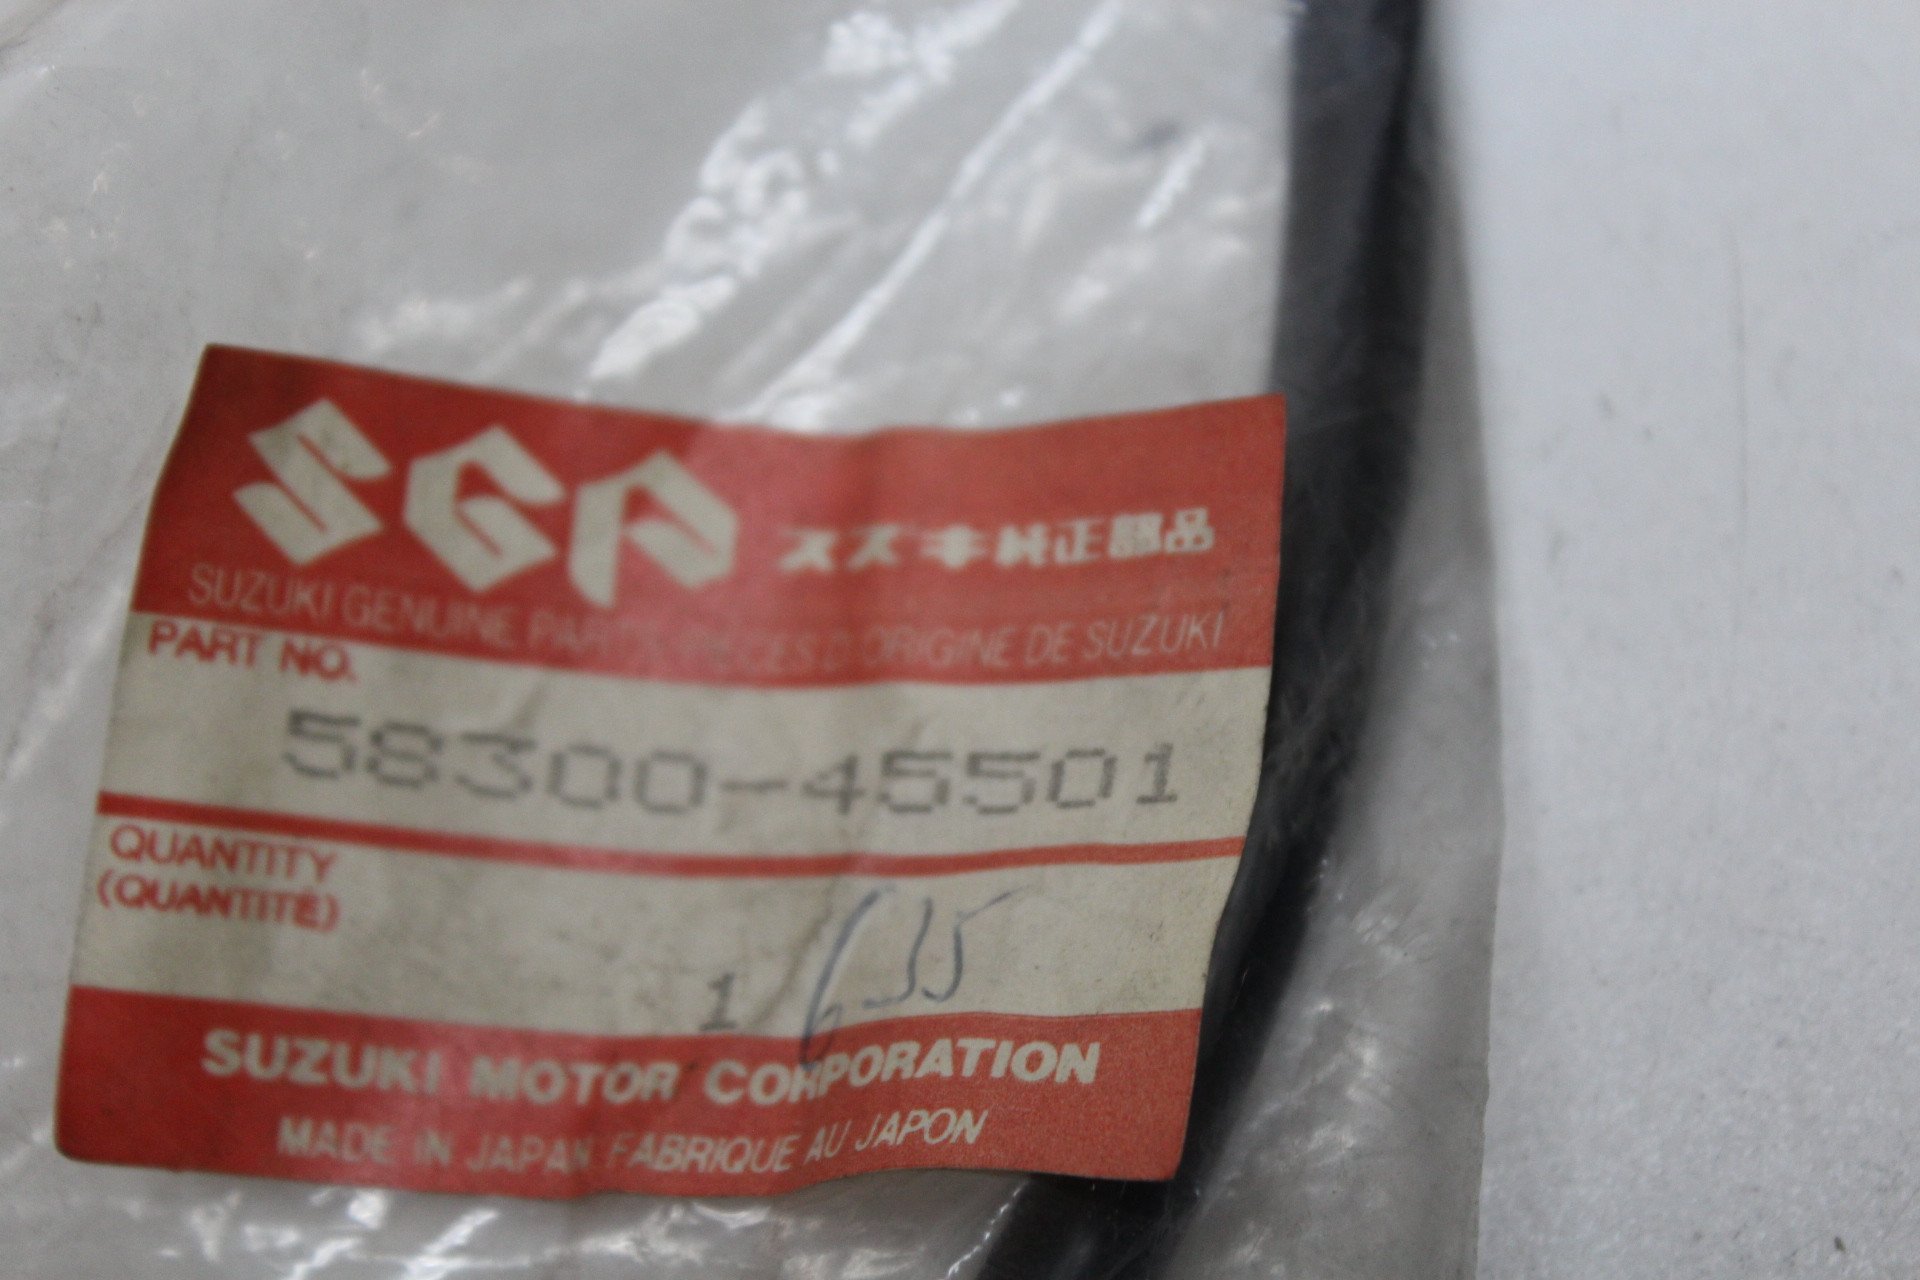 SGP スズキ純正部品
SUZUKI GENUINE PARTS PIECES D'ORIGINE DE SUZUKI
PART NO.
58300-45501
QUANTITY
(QUANTITÉ)
1 635
SUZUKI MOTOR CORPORATION
MADE IN JAPAN FABRIQUE AU JAPON